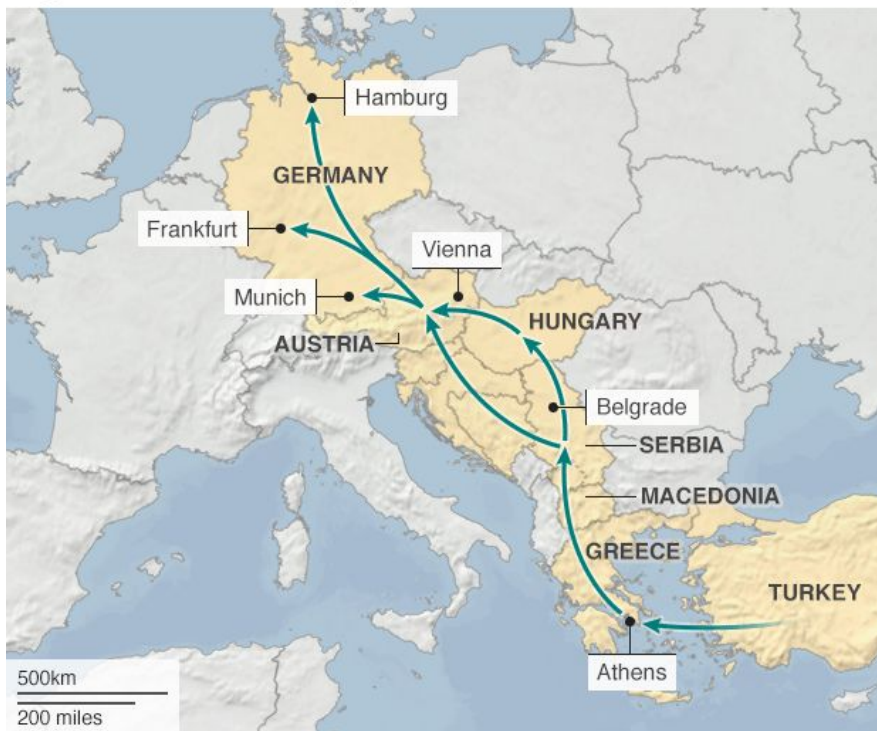 Hamburg
GERMANY
Frankfurt
Vienna
Munich
HUNGARY
AUSTRIA
Belgrade
SERBIA
MACEDONIA
GREECE
TURKEY
Athens
500km
200 miles